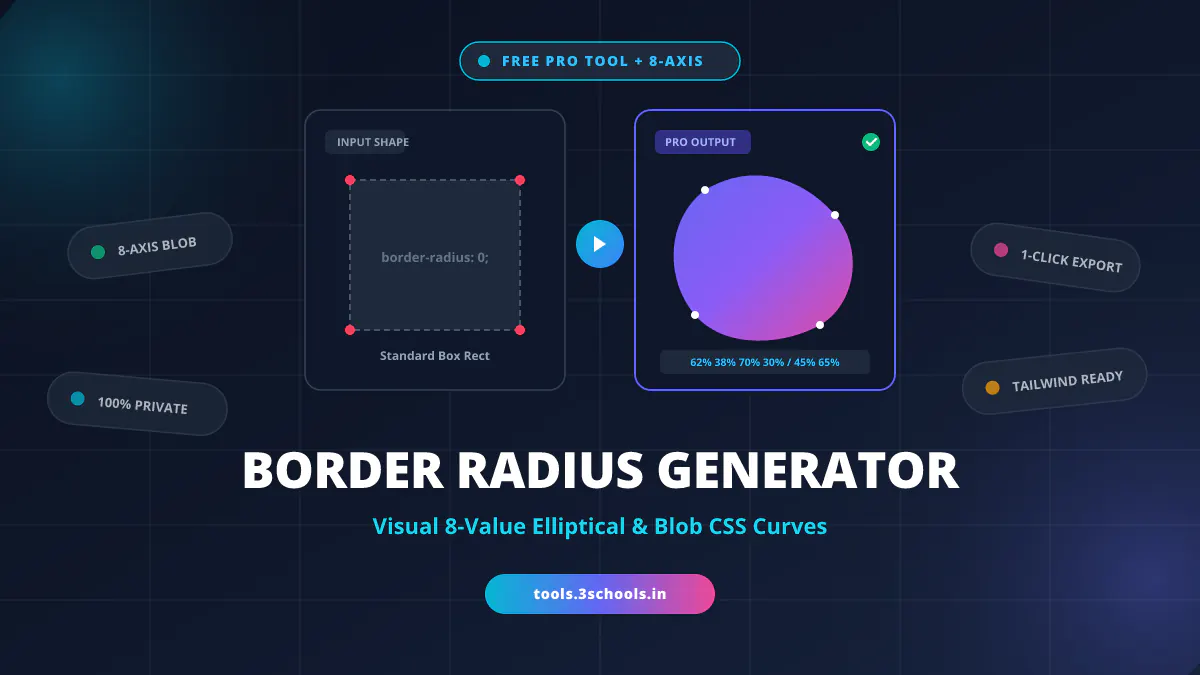 FREE PRO TOOL + 8-AXIS
INPUT SHAPE
border-radius: 0;
Standard Box Rect
PRO OUTPUT
62% 38% 70% 30% / 45% 65%
8-AXIS BLOB
100% PRIVATE
1-CLICK EXPORT
TAILWIND READY
BORDER RADIUS GENERATOR
Visual 8-Value Elliptical & Blob CSS Curves
tools.3schools.in